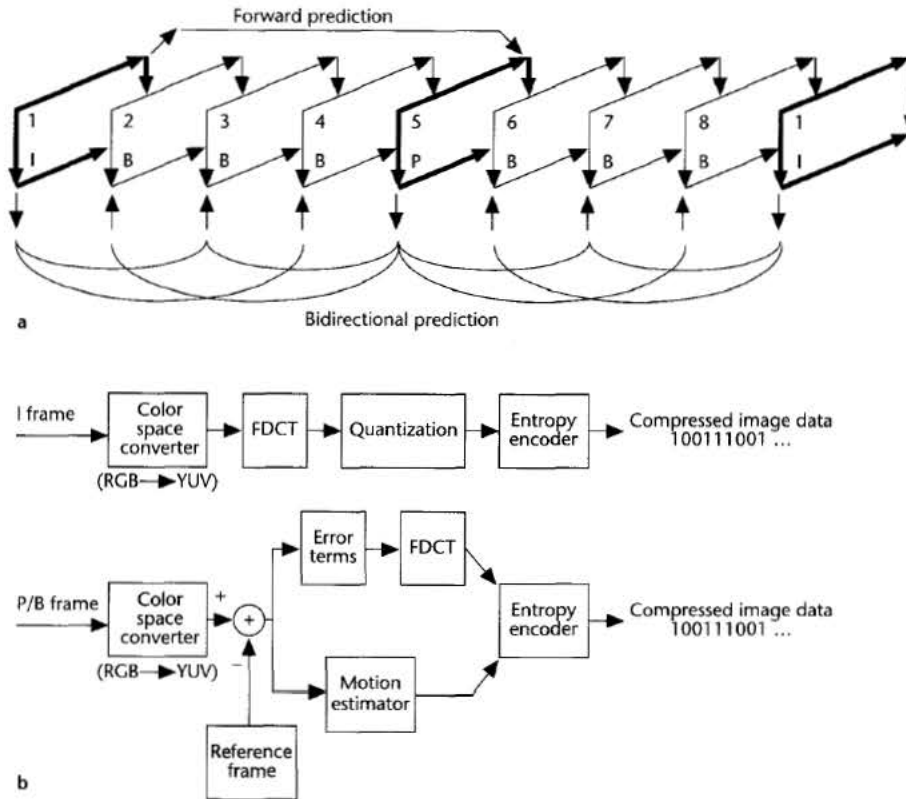 Forward prediction
1 2 3 4 5 6 7 8 1
I B B B P B B B I
Bidirectional prediction
a
I frame
Color
space
converter
(RGB→YUV)
FDCT
Quantization
Entropy
encoder
Compressed image data
100111001 ...
P/B frame
Color
space
converter
(RGB→YUV)
+
+
−
Reference
frame
Error
terms
FDCT
Motion
estimator
Entropy
encoder
Compressed image data
100111001 ...
b